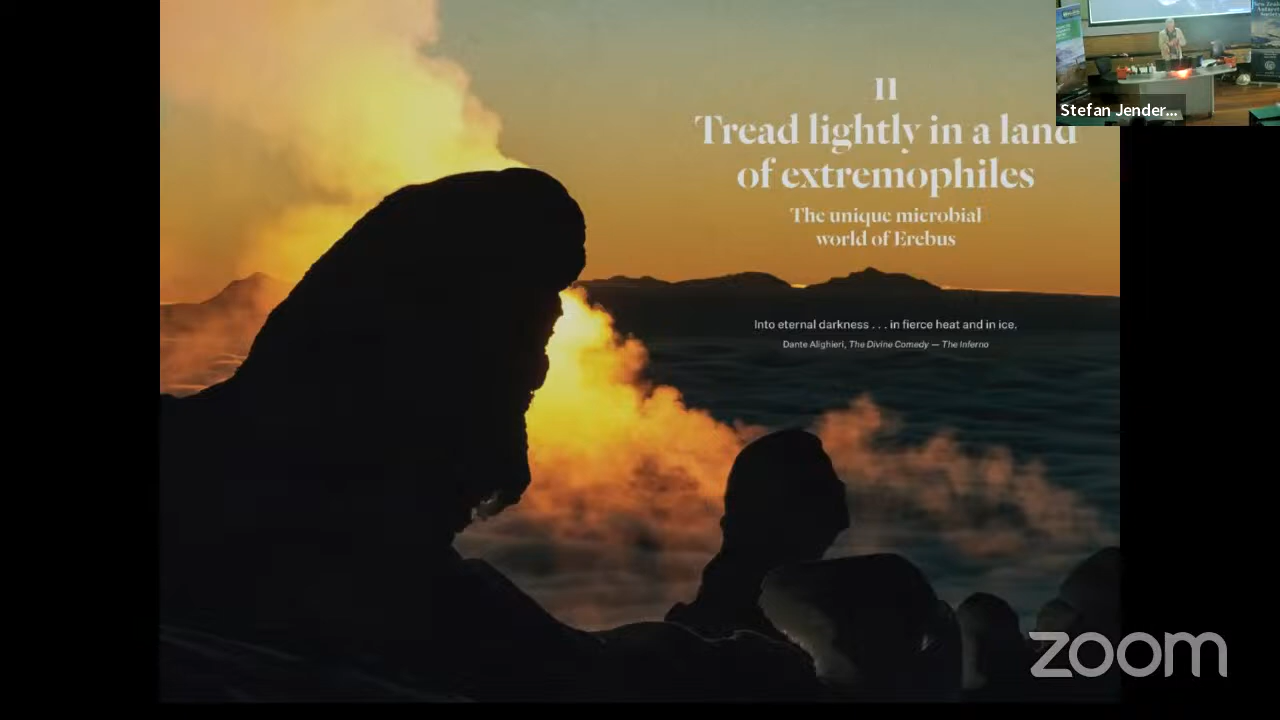 11
Tread lightly in a land
of extremophiles
The unique microbial
world of Erebus
Into eternal darkness . . . in fierce heat and in ice.
Dante Alighieri, The Divine Comedy — The Inferno
Stefan Jender...
zoom